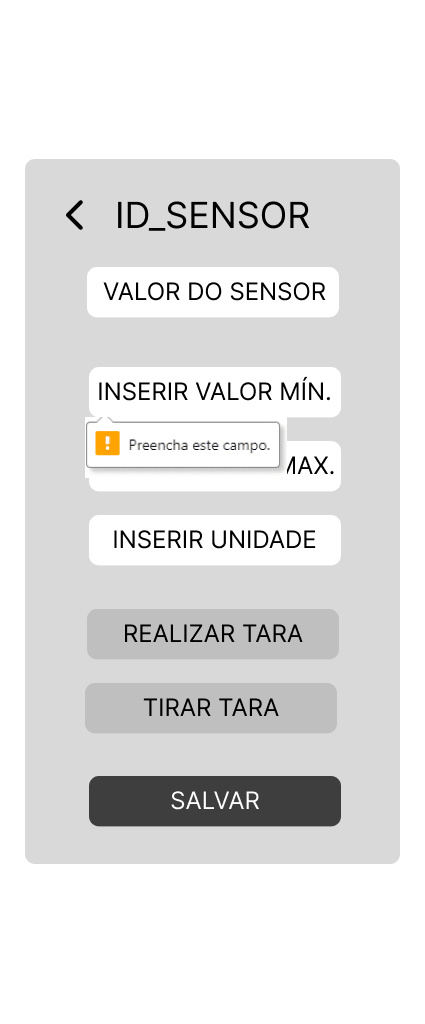 ID_SENSOR
VALOR DO SENSOR
INSERIR VALOR MÍN.
Preencha este campo.
MAX.
INSERIR UNIDADE
REALIZAR TARA
TIRAR TARA
SALVAR